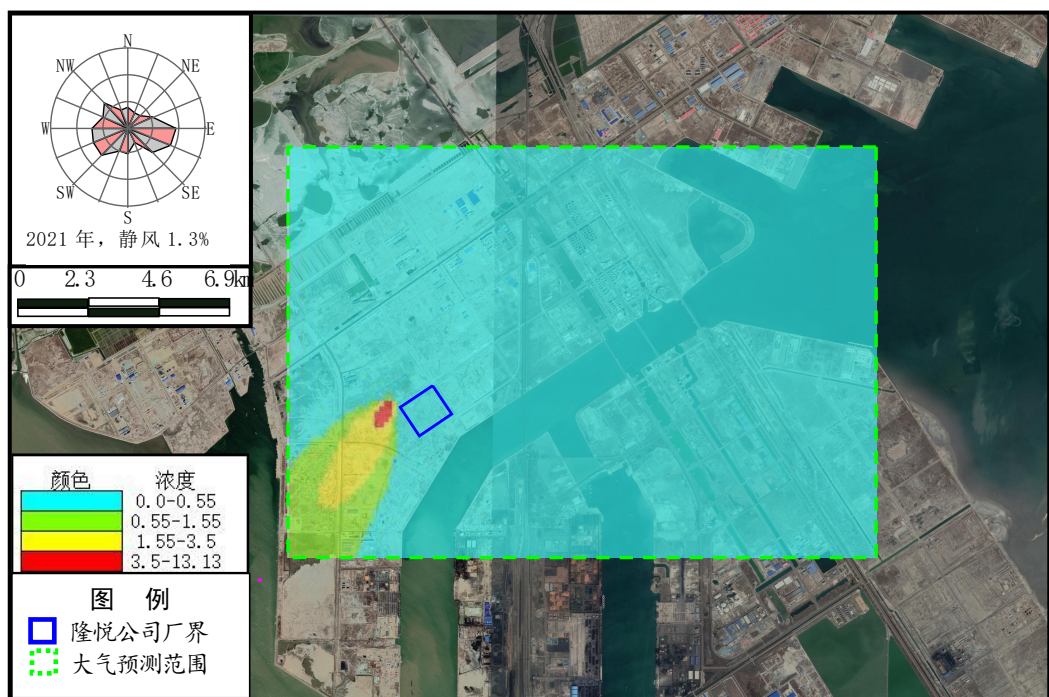 N
NW
NE
W
E
SW
SE
S
2021 年，静风 1.3%
0 2.3 4.6 6.9km
颜色 浓度
0.0-0.55
0.55-1.55
1.55-3.5
3.5-13.13
图 例
隆悦公司厂界
大气预测范围